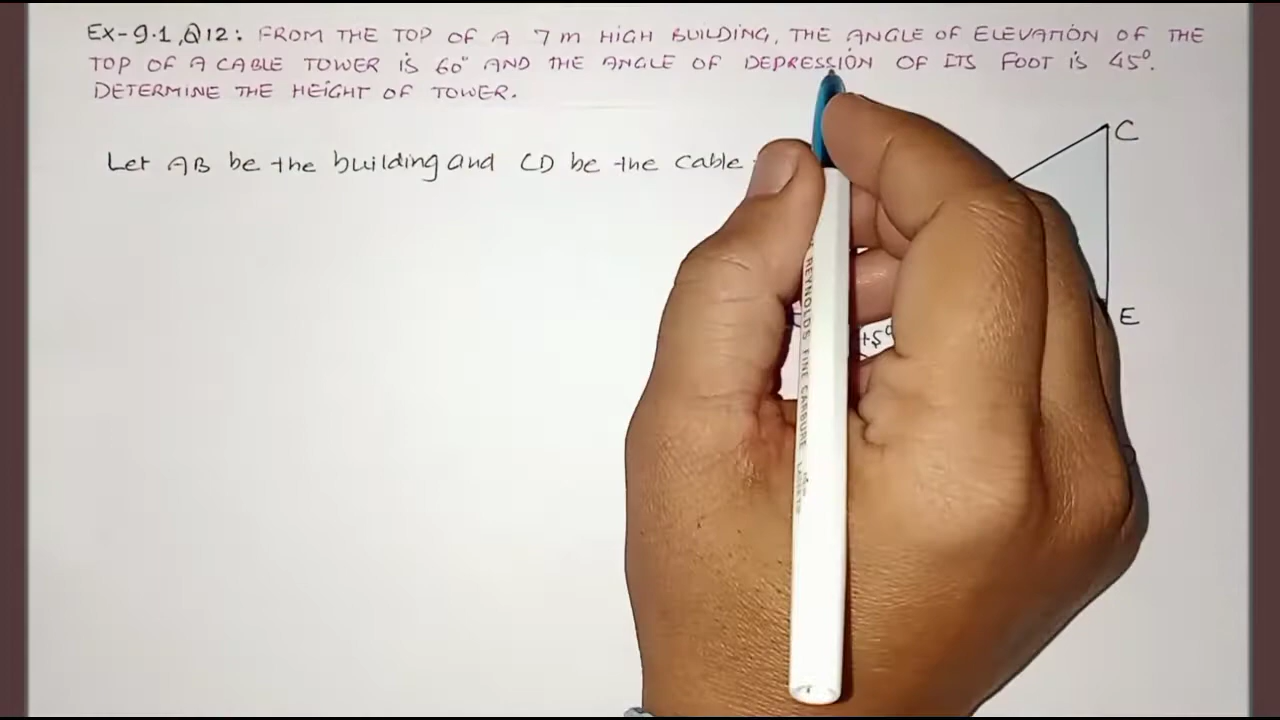 Ex-9.1, Q12: FROM THE TOP OF A 7m HIGH BUILDING, THE ANGLE OF ELEVATION OF THE
TOP OF A CABLE TOWER IS 60° AND THE ANGLE OF DEPRESSION OF ITS FOOT IS 45°.
DETERMINE THE HEIGHT OF TOWER.
C
Let AB be the building and CD be the cable
E
45°
REYNOLDS FINE CARBURE